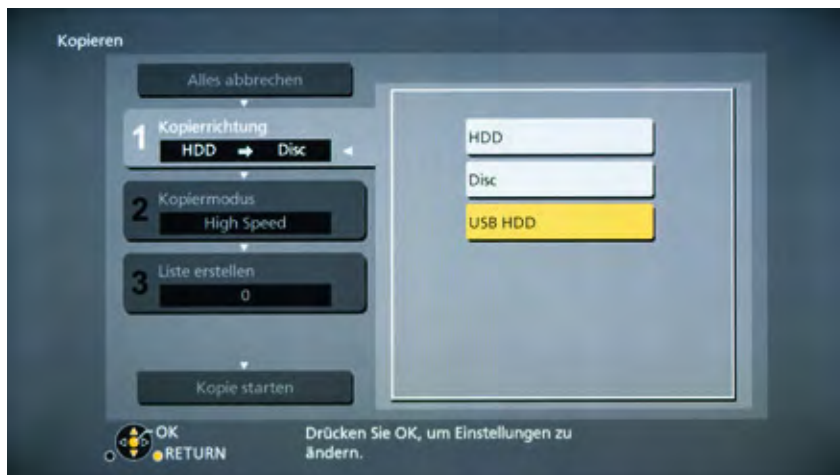 Kopieren
Alles abbrechen
1 Kopierrichtung
HDD ➡ Disc
2 Kopiermodus
High Speed
3 Liste erstellen
0
Kopie starten
HDD
Disc
USB HDD
OK
RETURN
Drücken Sie OK, um Einstellungen zu
ändern.